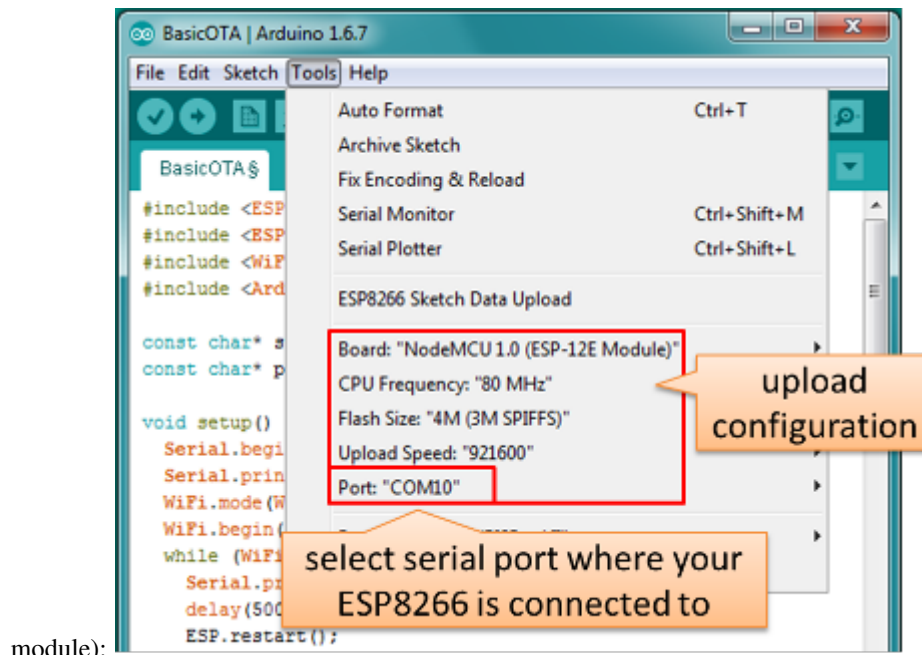 BasicOTA | Arduino 1.6.7
File Edit Sketch Tools Help
Auto Format Ctrl+T
Archive Sketch
Fix Encoding & Reload
Serial Monitor Ctrl+Shift+M
Serial Plotter Ctrl+Shift+L
ESP8266 Sketch Data Upload
Board: "NodeMCU 1.0 (ESP-12E Module)"
CPU Frequency: "80 MHz"
Flash Size: "4M (3M SPIFFS)"
Upload Speed: "921600"
Port: "COM10"
upload
configuration
select serial port where your
ESP8266 is connected to
BasicOTA§
#include <ESP
#include <ESP
#include <WiF
#include <Ard
const char* s
const char* p
void setup()
Serial.begi
Serial.prin
WiFi.mode(W
WiFi.begin(
while (WiFi
Serial.pr
delay(500
ESP.restart();
module):